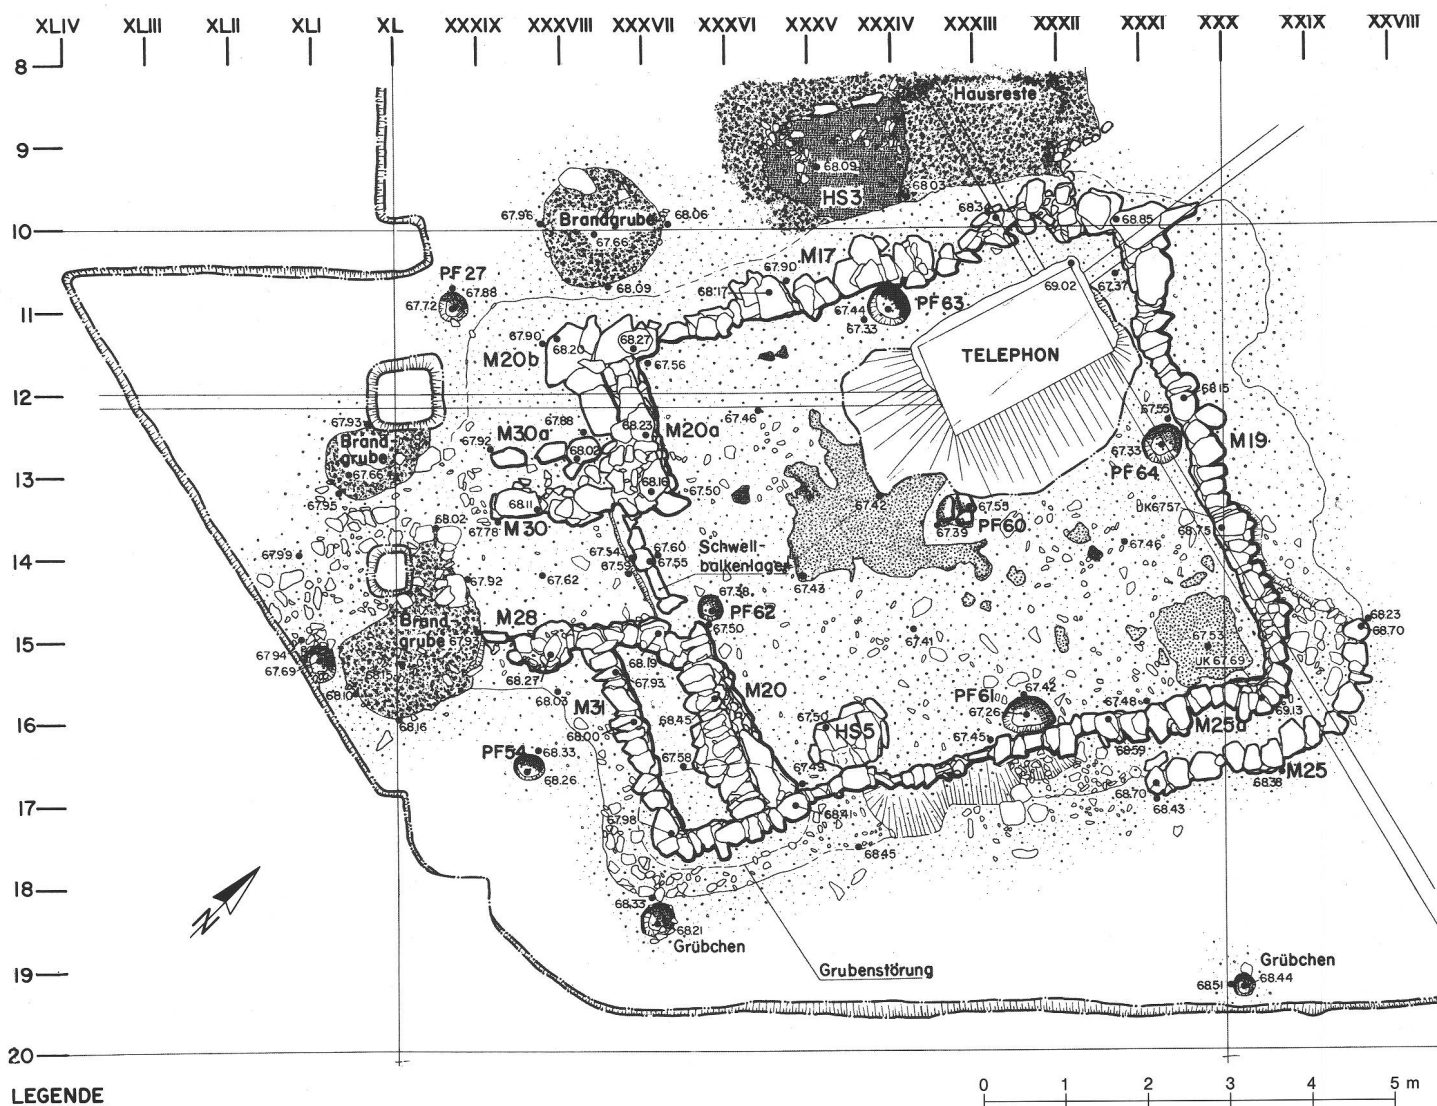 XLIV XLIII XLII XLI XL XXXIX XXXVIII XXXVII XXXVI XXXV XXXIV XXXIII XXXII XXXI XXX XXIX XXVIII
8
Hausreste
9
68.09
HS3
68.03
67.96
Brandgrube
68.06
67.66
68.85
10
M17
PF27
67.90
67.88
67.72
68.09
68.17
69.02
67.37
11
67.44
PF63
67.33
67.90
68.20
68.27
M20b
67.56
TELEPHON
12
68.15
67.93
67.88
67.46
67.55
M30a
68.23
M20a
M19
Brand-
grube
67.92
68.02
67.33
67.66
PF64
13
67.95
68.11
68.16
67.50
67.42
67.55
68.02
67.78
M30
67.39
PF60
UK67.57
68.73
67.99
67.54
67.60
Schwell-
balkenlager
67.46
14
67.59
67.55
67.92
67.62
67.43
67.38
PF62
M28
67.50
68.23
68.70
Brand-
grube
15
67.93
67.41
67.53
67.94
67.69
68.19
UK 67.69
68.27
67.93
M20
PF61
67.42
68.10
68.15
68.03
M31
67.26
67.48
69.13
16
68.16
68.45
67.50
HS5
M25a
68.00
67.45
68.59
PF54
68.33
67.58
68.26
67.49
M25
68.38
17
68.70
68.43
67.98
68.41
68.45
18
68.33
68.21
Grübchen
Grubenstörung
Grübchen
19
68.51
68.44
20
LEGENDE
0 1 2 3 4 5 m
N